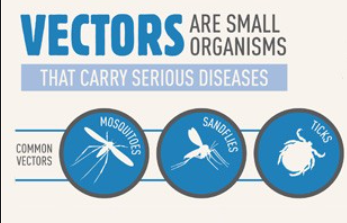 VECTORS ARE SMALL
ORGANISMS
THAT CARRY SERIOUS DISEASES
COMMON
VECTORS
MOSQUITOES
SANDFLIES
TICKS